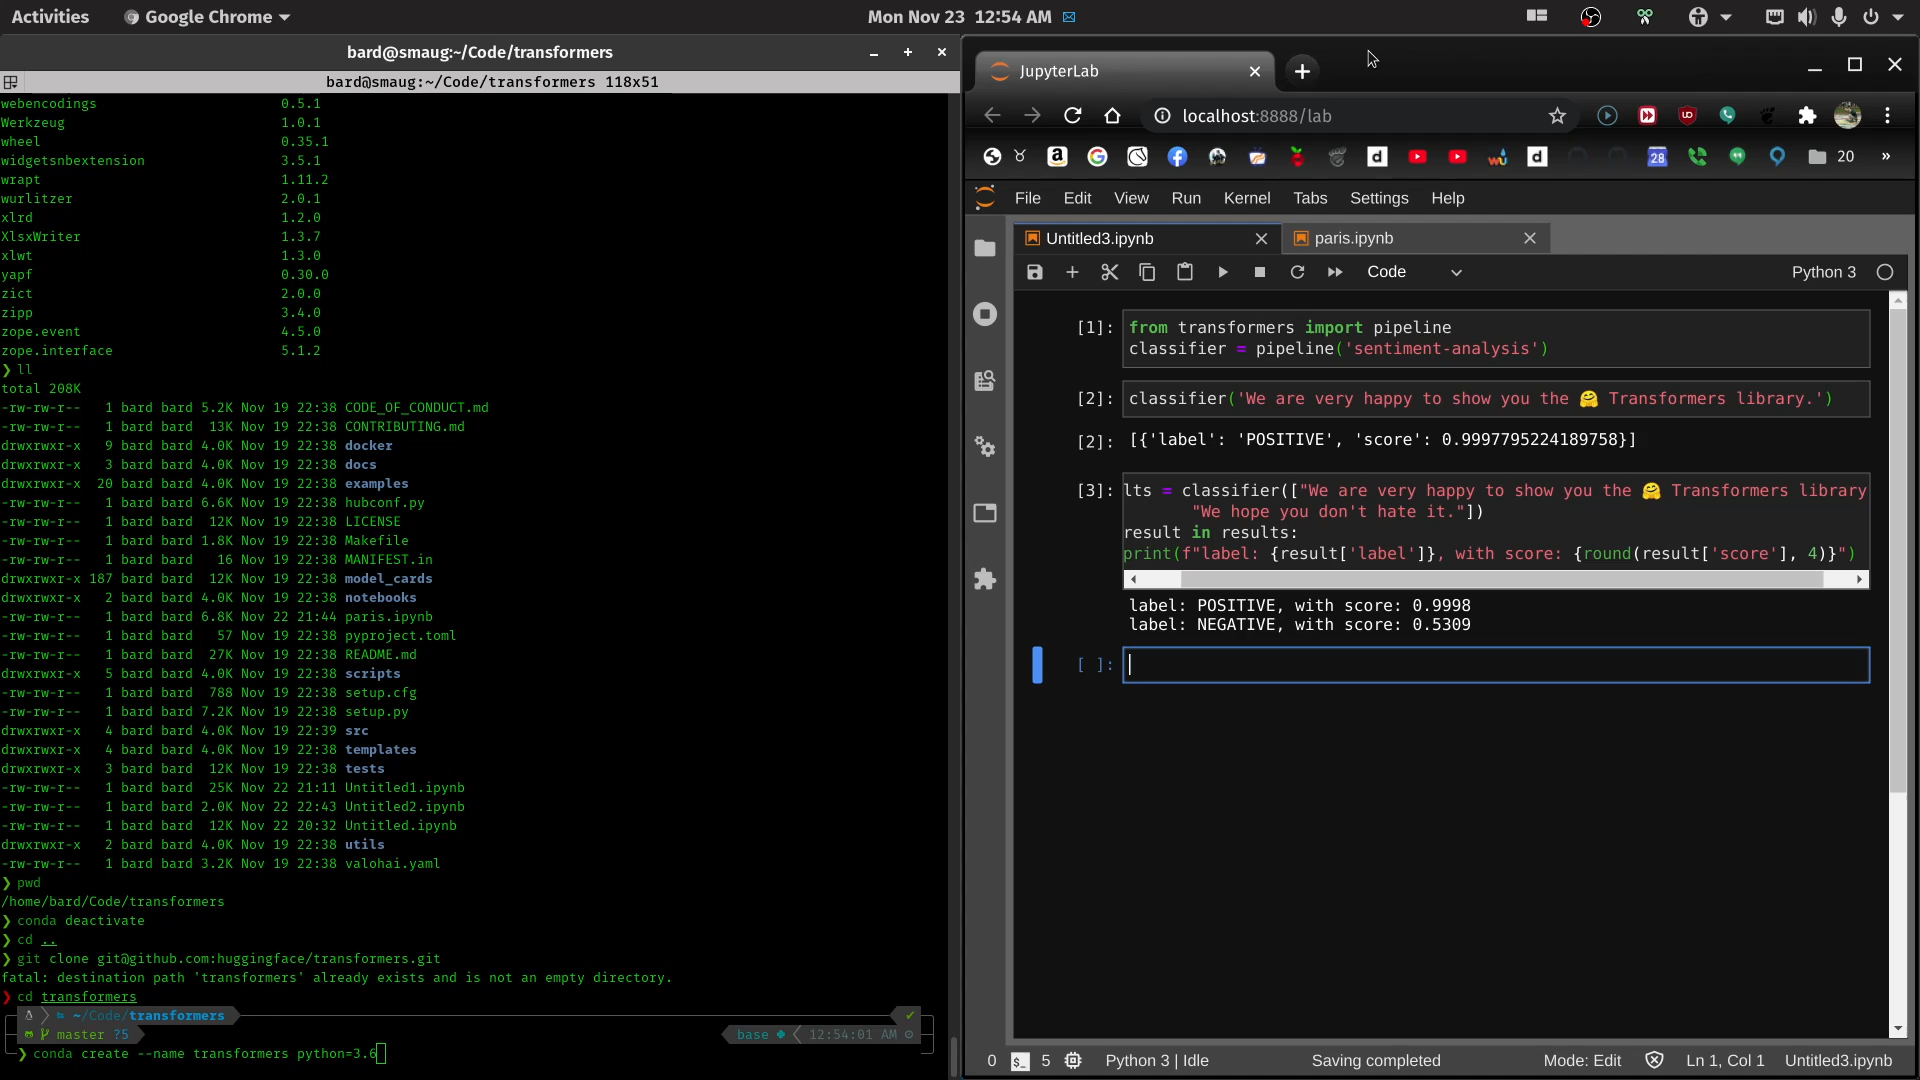 Activities
Google Chrome
Mon Nov 23 12:54 AM
bard@smaug:~/Code/transformers
bard@smaug:~/Code/transformers 118x51
webencodings 0.5.1
Werkzeug 1.0.1
wheel 0.35.1
widgetsnbextension 3.5.1
wrapt 1.11.2
wurlitzer 2.0.1
xlrd 1.2.0
XlsxWriter 1.3.7
xlwt 1.3.0
yapf 0.30.0
zict 2.0.0
zipp 3.4.0
zope.event 4.5.0
zope.interface 5.1.2
❯ ll
total 208K
-rw-rw-r-- 1 bard bard 5.2K Nov 19 22:38 CODE_OF_CONDUCT.md
-rw-rw-r-- 1 bard bard 13K Nov 19 22:38 CONTRIBUTING.md
drwxrwxr-x 9 bard bard 4.0K Nov 19 22:38 docker
drwxrwxr-x 3 bard bard 4.0K Nov 19 22:38 docs
drwxrwxr-x 20 bard bard 4.0K Nov 19 22:38 examples
-rw-rw-r-- 1 bard bard 6.6K Nov 19 22:38 hubconf.py
-rw-rw-r-- 1 bard bard 12K Nov 19 22:38 LICENSE
-rw-rw-r-- 1 bard bard 1.8K Nov 19 22:38 Makefile
-rw-rw-r-- 1 bard bard 16 Nov 19 22:38 MANIFEST.in
drwxrwxr-x 187 bard bard 12K Nov 19 22:38 model_cards
drwxrwxr-x 2 bard bard 4.0K Nov 19 22:38 notebooks
-rw-rw-r-- 1 bard bard 6.8K Nov 22 21:44 paris.ipynb
-rw-rw-r-- 1 bard bard 57 Nov 19 22:38 pyproject.toml
-rw-rw-r-- 1 bard bard 27K Nov 19 22:38 README.md
drwxrwxr-x 5 bard bard 4.0K Nov 19 22:38 scripts
-rw-rw-r-- 1 bard bard 788 Nov 19 22:38 setup.cfg
-rw-rw-r-- 1 bard bard 7.2K Nov 19 22:38 setup.py
drwxrwxr-x 4 bard bard 4.0K Nov 19 22:39 src
drwxrwxr-x 4 bard bard 4.0K Nov 19 22:38 templates
drwxrwxr-x 3 bard bard 12K Nov 19 22:38 tests
-rw-rw-r-- 1 bard bard 25K Nov 22 21:11 Untitled1.ipynb
-rw-rw-r-- 1 bard bard 2.0K Nov 22 22:43 Untitled2.ipynb
-rw-rw-r-- 1 bard bard 12K Nov 22 20:32 Untitled.ipynb
drwxrwxr-x 2 bard bard 4.0K Nov 19 22:38 utils
-rw-rw-r-- 1 bard bard 3.2K Nov 19 22:38 valohai.yaml
❯ pwd
/home/bard/Code/transformers
❯ conda deactivate
❯ cd ..
❯ git clone git@github.com:huggingface/transformers.git
fatal: destination path 'transformers' already exists and is not an empty directory.
❯ cd transformers
~/Code/transformers ✔
master ?5 base 12:54:01 AM
❯ conda create --name transformers python=3.6
JupyterLab
localhost:8888/lab
28
20 »
File Edit View Run Kernel Tabs Settings Help
Untitled3.ipynb
paris.ipynb
Code
Python 3
[1]: from transformers import pipeline
classifier = pipeline('sentiment-analysis')
[2]: classifier('We are very happy to show you the 🤗 Transformers library.')
[2]: [{'label': 'POSITIVE', 'score': 0.9997795224189758}]
[3]: lts = classifier(["We are very happy to show you the 🤗 Transformers library
"We hope you don't hate it."])
result in results:
print(f"label: {result['label']}, with score: {round(result['score'], 4)}")
label: POSITIVE, with score: 0.9998
label: NEGATIVE, with score: 0.5309
[ ]:
0 5 Python 3 | Idle Saving completed Mode: Edit Ln 1, Col 1 Untitled3.ipynb